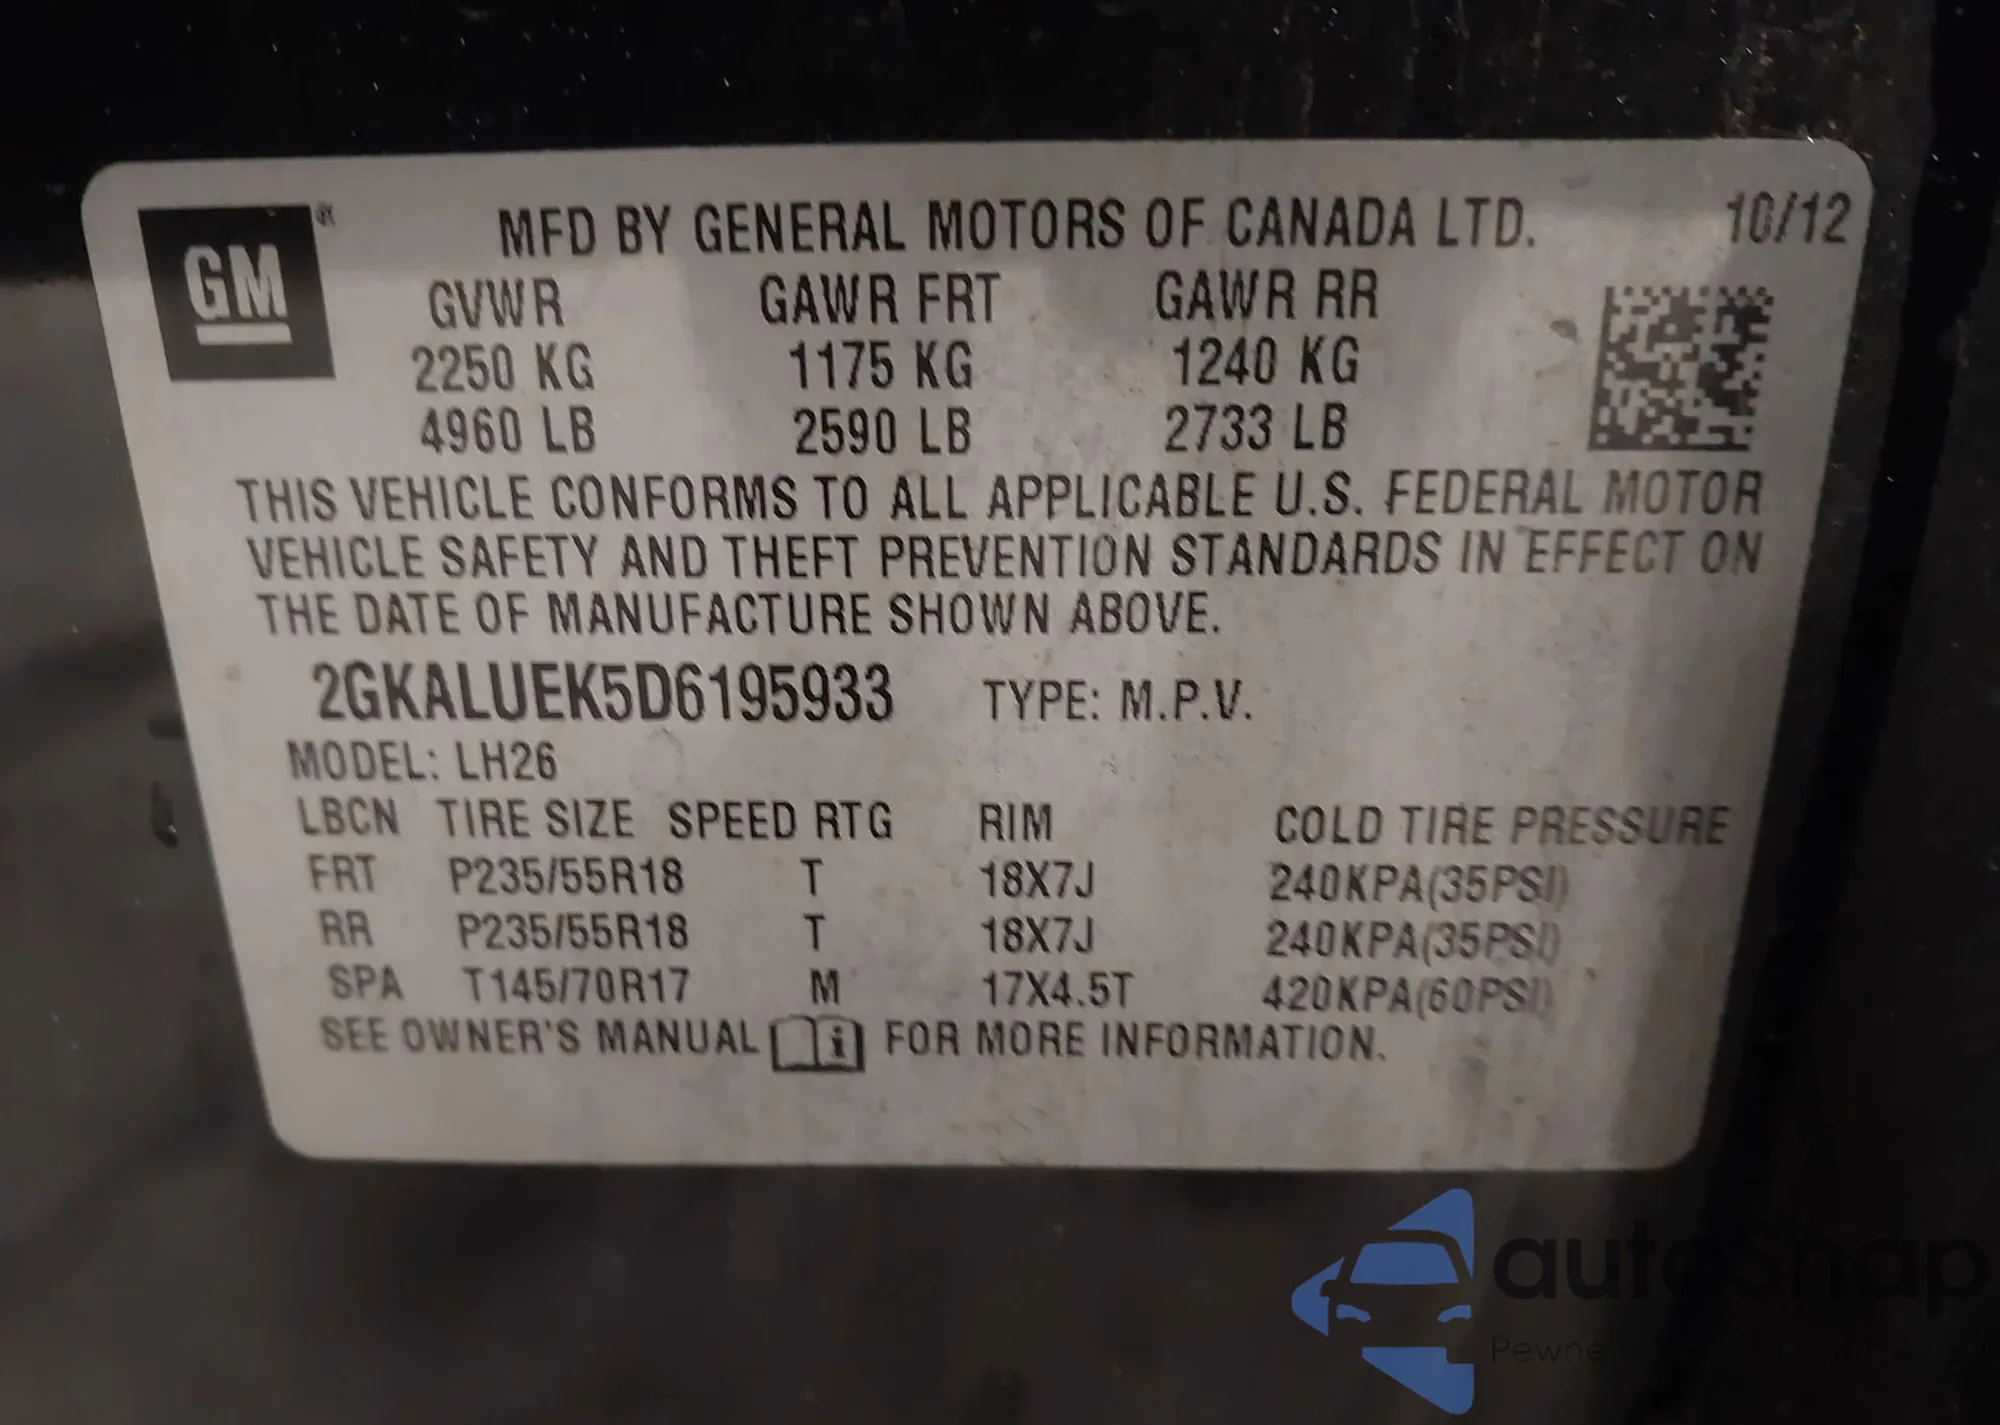 GM
MFD BY GENERAL MOTORS OF CANADA LTD. 10/12
GVWR GAWR FRT GAWR RR
2250 KG 1175 KG 1240 KG
4960 LB 2590 LB 2733 LB
THIS VEHICLE CONFORMS TO ALL APPLICABLE U.S. FEDERAL MOTOR
VEHICLE SAFETY AND THEFT PREVENTION STANDARDS IN EFFECT ON
THE DATE OF MANUFACTURE SHOWN ABOVE.
2GKALUEK5D6195933 TYPE: M.P.V.
MODEL: LH26
LBCN TIRE SIZE SPEED RTG RIM COLD TIRE PRESSURE
FRT P235/55R18 T 18X7J 240KPA(35PSI)
RR P235/55R18 T 18X7J 240KPA(35PSI)
SPA T145/70R17 M 17X4.5T 420KPA(60PSI)
SEE OWNER'S MANUAL i FOR MORE INFORMATION.
autosnap